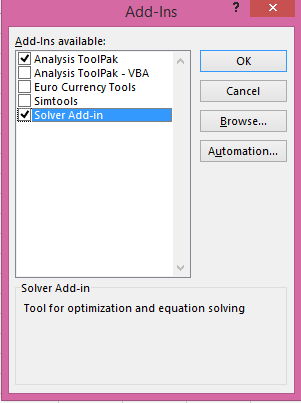 Add-Ins
?
Add-Ins available:
Analysis ToolPak
Analysis ToolPak - VBA
Euro Currency Tools
Simtools
Solver Add-in
OK
Cancel
Browse...
Automation...
Solver Add-in
Tool for optimization and equation solving